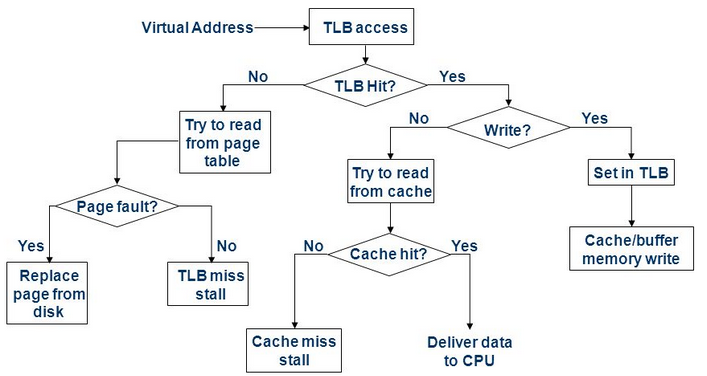 Virtual Address
TLB access
No
TLB Hit?
Yes
Try to read
from page
table
No
Write?
Yes
Try to read
from cache
Set in TLB
Page fault?
Yes
No
No
Cache hit?
Yes
Cache/buffer
memory write
Replace
page from
disk
TLB miss
stall
Cache miss
stall
Deliver data
to CPU